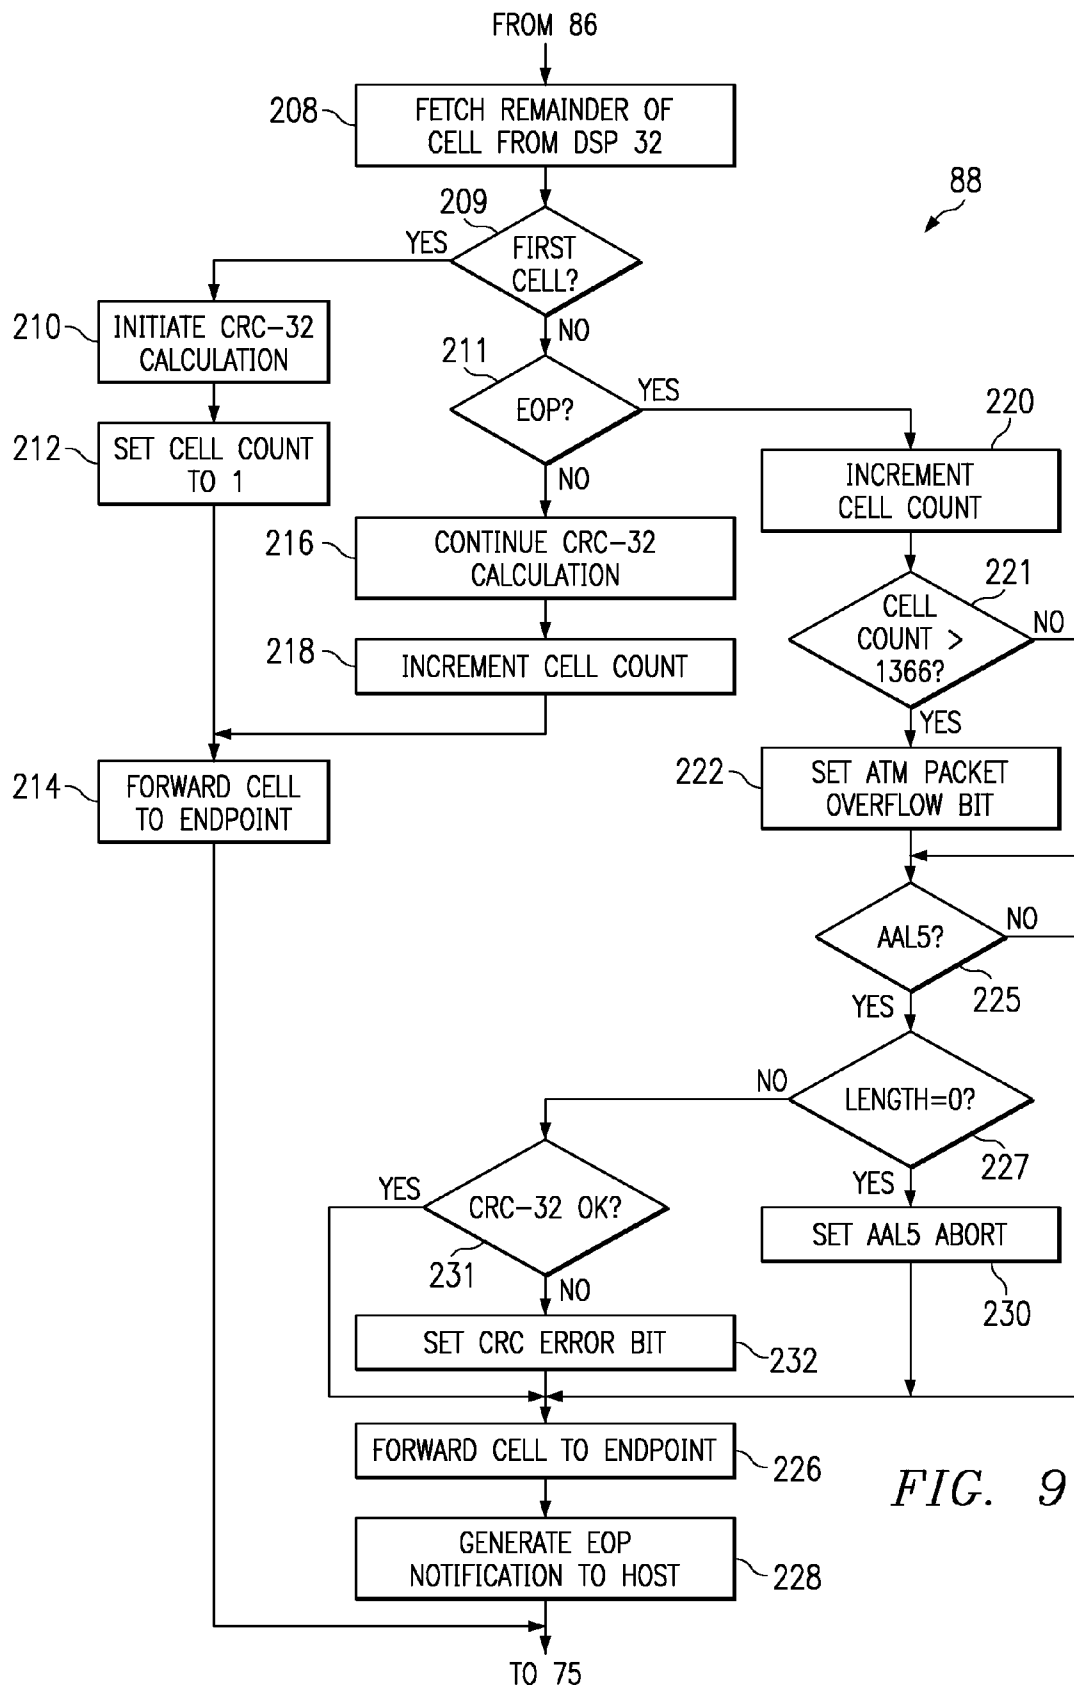 FROM 86
208
FETCH REMAINDER OF
CELL FROM DSP 32
88
209
YES
FIRST
CELL?
NO
210
INITIATE CRC-32
CALCULATION
211
EOP?
YES
NO
220
INCREMENT
CELL COUNT
212
SET CELL COUNT
TO 1
216
CONTINUE CRC-32
CALCULATION
221
CELL
COUNT >
1366?
NO
YES
218
INCREMENT CELL COUNT
214
FORWARD CELL
TO ENDPOINT
222
SET ATM PACKET
OVERFLOW BIT
AAL5?
NO
225
YES
NO
LENGTH=0?
227
YES
YES
CRC-32 OK?
231
NO
SET AAL5 ABORT
230
SET CRC ERROR BIT
232
FORWARD CELL TO ENDPOINT
226
FIG. 9
GENERATE EOP
NOTIFICATION TO HOST
228
TO 75